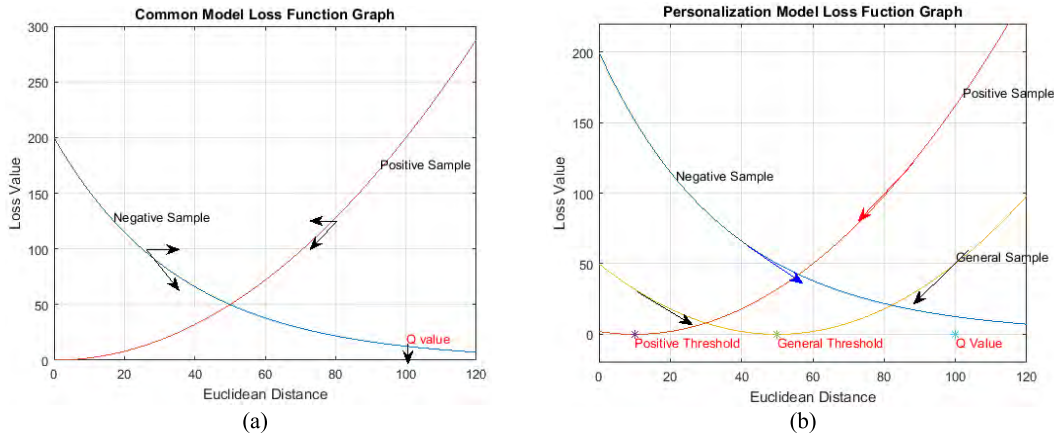 Common Model Loss Function Graph
300
250
200
150
100
50
0
Loss Value
Negative Sample
Positive Sample
Q value
0 20 40 60 80 100 120
Euclidean Distance
(a)
Personalization Model Loss Fuction Graph
200
150
100
50
0
Loss Value
Positive Sample
Negative Sample
General Sample
Positive Threshold
General Threshold
Q Value
0 20 40 60 80 100 120
Euclidean Distance
(b)